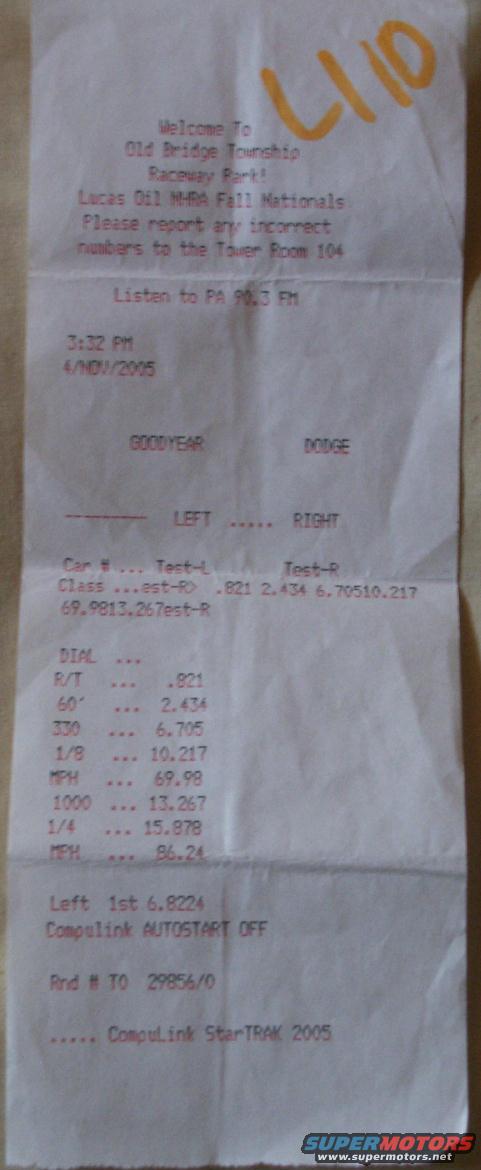 L110
Welcome To
Old Bridge Township
Raceway Park!
Lucas Oil NHRA Fall Nationals
Please report any incorrect
numbers to the Tower Room 104
Listen to PA 90.3 FM
3:32 PM
4/NOV/2005
GOODYEAR DODGE
--------- LEFT ..... RIGHT
Car # ... Test-L Test-R
Class ...est-R> .821 2.434 6.70510.217
69.9813.267est-R
DIAL ...
R/T ... .821
60' ... 2.434
330 ... 6.705
1/8 ... 10.217
MPH ... 69.98
1000 ... 13.267
1/4 ... 15.878
MPH ... 86.24
Left 1st 6.8224
Compulink AUTOSTART OFF
Rnd # TO 29856/0
..... CompuLink StarTRAK 2005
SUPERMOTORS
www.supermotors.net